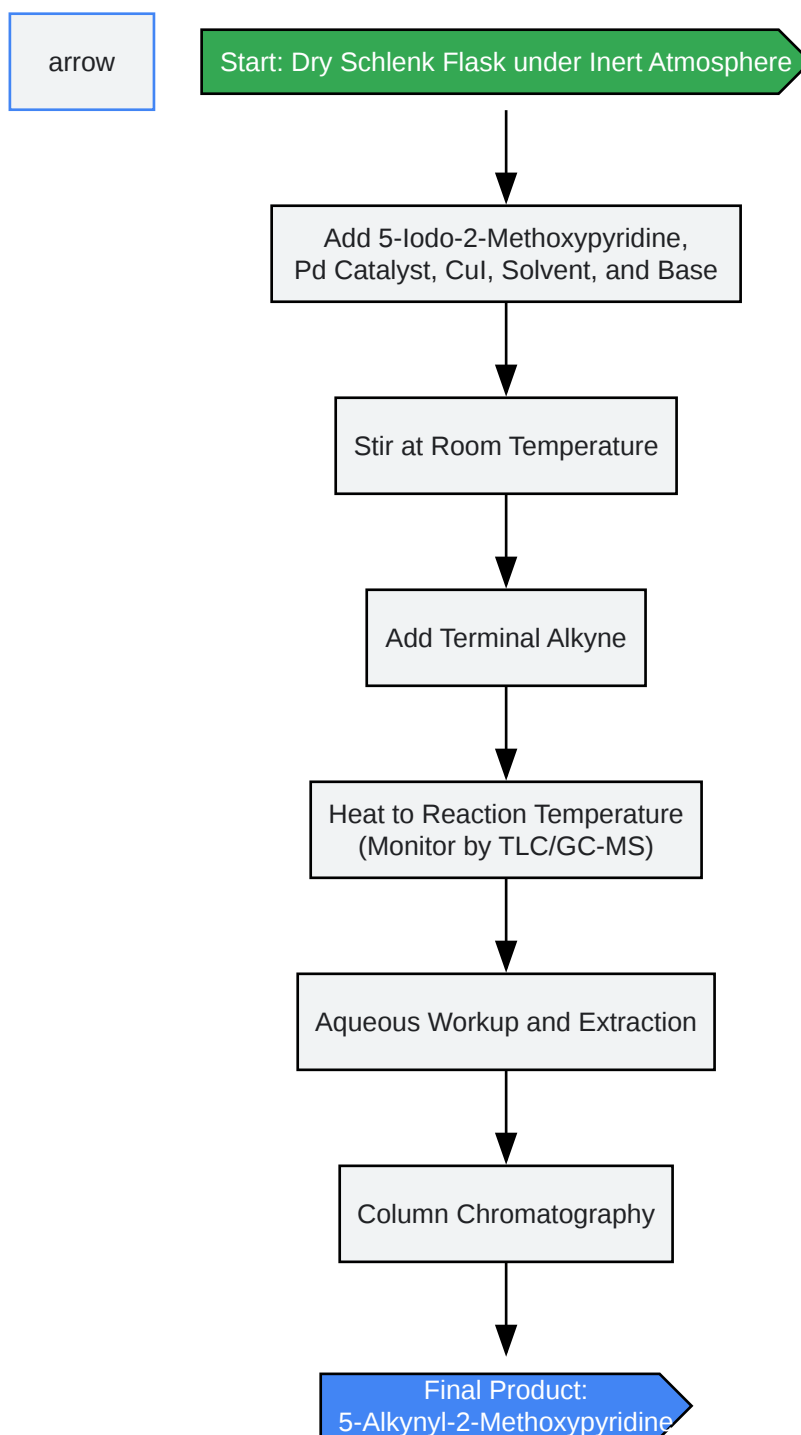 arrow
Start: Dry Schlenk Flask under Inert Atmosphere
Add 5-Iodo-2-Methoxypyridine,
Pd Catalyst, CuI, Solvent, and Base
Stir at Room Temperature
Add Terminal Alkyne
Heat to Reaction Temperature
(Monitor by TLC/GC-MS)
Aqueous Workup and Extraction
Column Chromatography
Final Product:
5-Alkynyl-2-Methoxypyridine